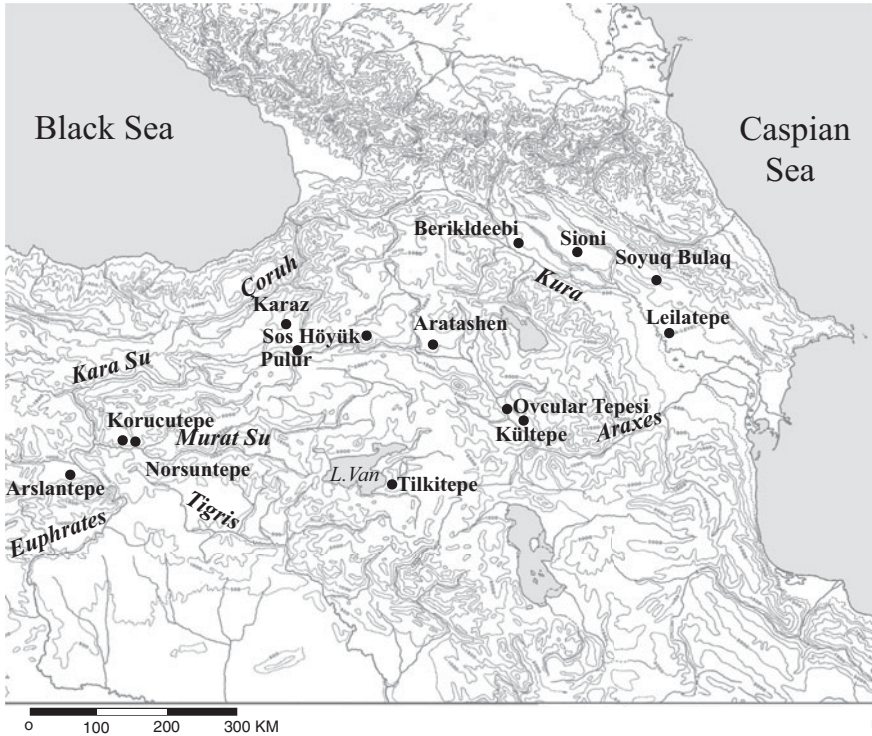 Black Sea
Caspian
Sea
Berikldeebi
Sioni
Soyuq Bulaq
Çoruh
Kura
Karaz
Leilatepe
Sos Höyük
Aratashen
Pulur
Kara Su
Ovcular Tepesi
Korucutepe
Murat Su
Kültepe
Araxes
Norsuntepe
L.Van
Tilkitepe
Arslantepe
Tigris
Euphrates
0 100 200 300 KM